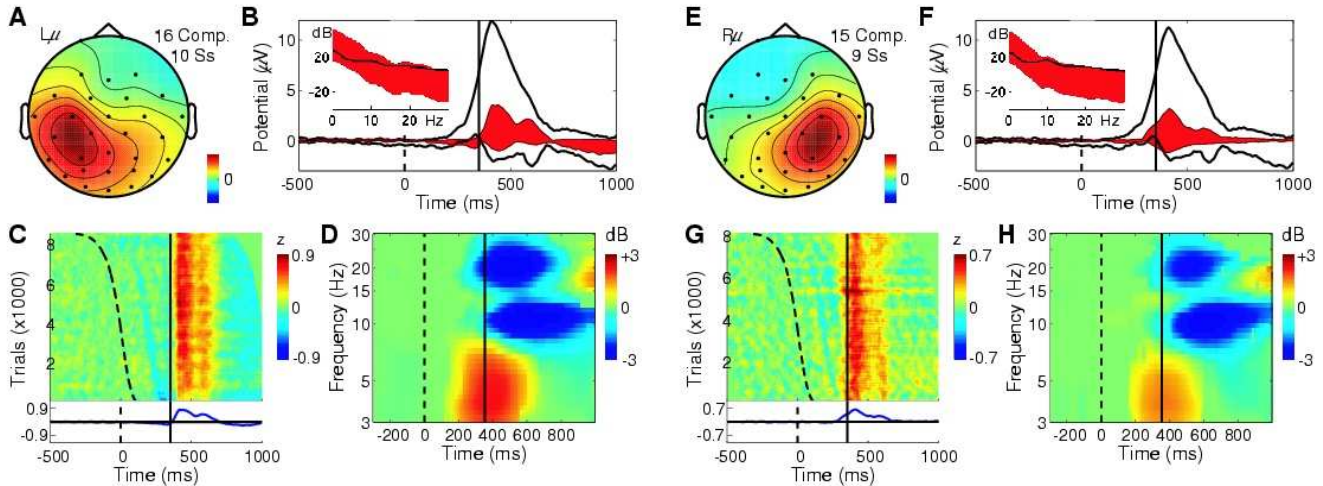 A
Lμ
16 Comp.
10 Ss
0
B
Potential (μV)
10
5
0
dB
20
-20
0 10 20 Hz
-500 0 500 1000
Time (ms)
E
Rμ
15 Comp.
9 Ss
0
F
Potential (μV)
10
5
0
dB
20
-20
0 10 20 Hz
-500 0 500 1000
Time (ms)
C
Trials (x1000)
8
6
4
2
z
0.9
0
-0.9
0.9
-0.9
-500 0 500 1000
Time (ms)
D
Frequency (Hz)
30
20
10
5
3
dB
+3
0
-3
-200 0 200 400 600 800
Time (ms)
G
Trials (x1000)
8
6
4
2
z
0.7
0
-0.7
0.7
-0.7
-500 0 500 1000
Time (ms)
H
Frequency (Hz)
30
20
10
5
3
dB
+3
0
-3
-200 0 200 400 600 800
Time (ms)